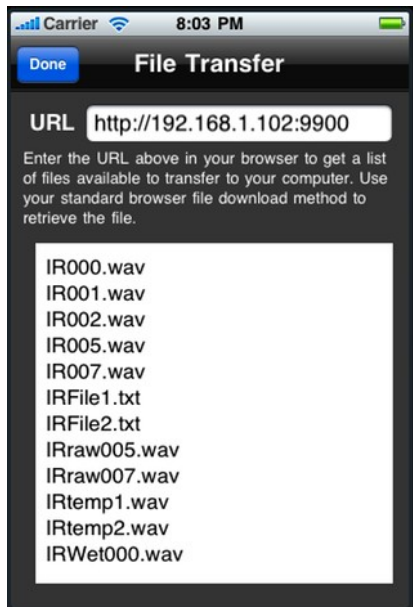 Carrier 8:03 PM
Done File Transfer
URL http://192.168.1.102:9900
Enter the URL above in your browser to get a list
of files available to transfer to your computer. Use
your standard browser file download method to
retrieve the file.
IR000.wav
IR001.wav
IR002.wav
IR005.wav
IR007.wav
IRFile1.txt
IRFile2.txt
IRraw005.wav
IRraw007.wav
IRtemp1.wav
IRtemp2.wav
IRWet000.wav